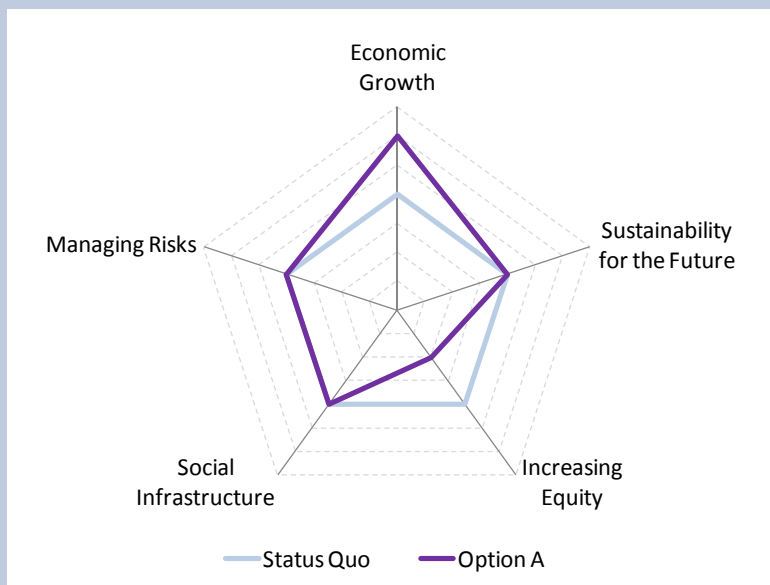 Economic
Growth
Managing Risks
Sustainability
for the Future
Social
Infrastructure
Increasing
Equity
Status Quo
Option A